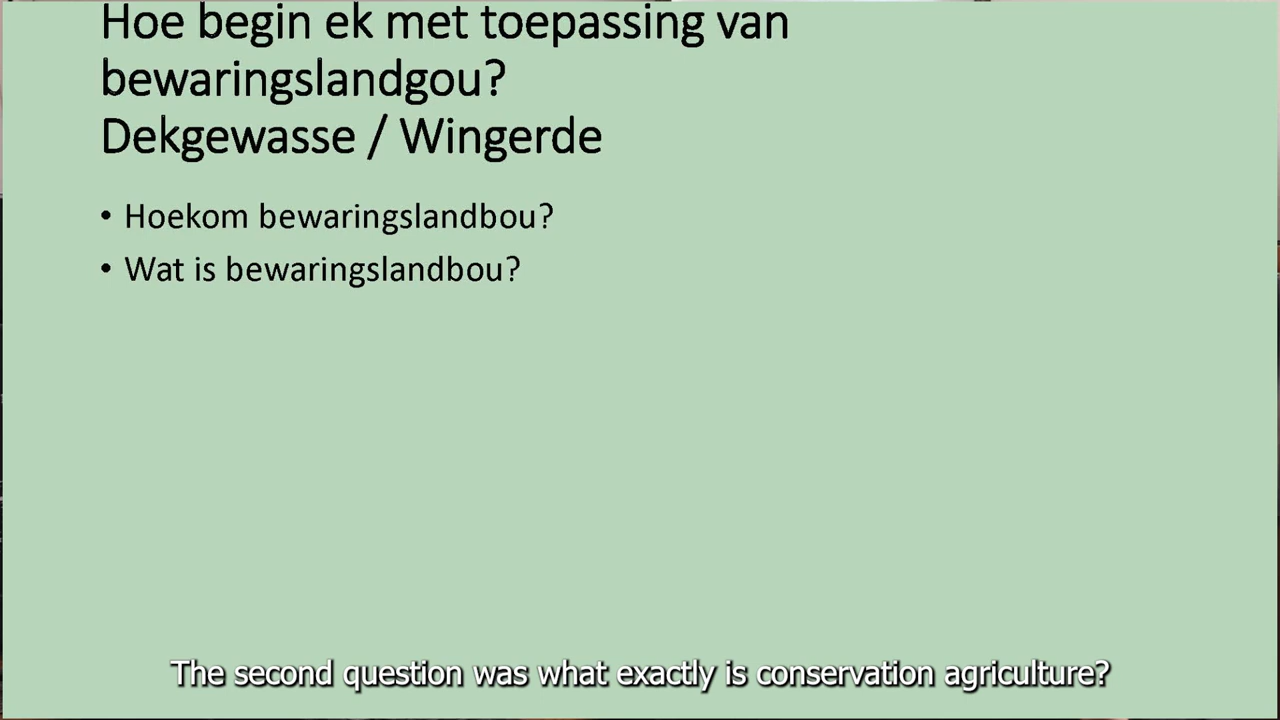 Hoe begin ek met toepassing van
bewaringslandgou?
Dekgewasse / Wingerde
• Hoekom bewaringslandbou?
• Wat is bewaringslandbou?
The second question was what exactly is conservation agriculture?